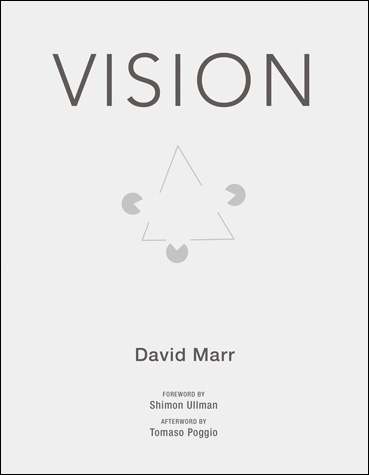 VISION
David Marr
FOREWORD BY
Shimon Ullman
AFTERWORD BY
Tomaso Poggio